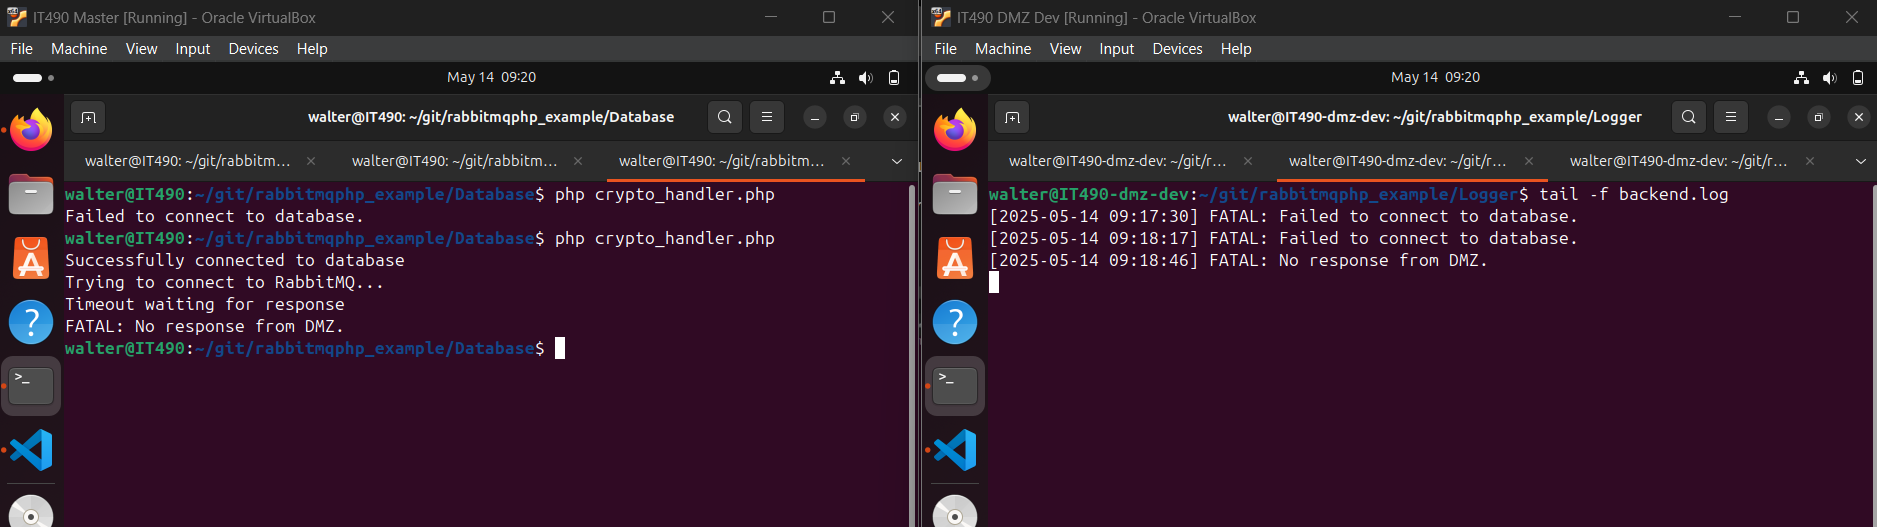 IT490 Master [Running] - Oracle VirtualBox
File Machine View Input Devices Help
May 14 09:20
walter@IT490: ~/git/rabbitmqphp_example/Database
walter@IT490: ~/git/rabbitm... walter@IT490: ~/git/rabbitm... walter@IT490: ~/git/rabbitm...
walter@IT490:~/git/rabbitmqphp_example/Database$ php crypto_handler.php
Failed to connect to database.
walter@IT490:~/git/rabbitmqphp_example/Database$ php crypto_handler.php
Successfully connected to database
Trying to connect to RabbitMQ...
Timeout waiting for response
FATAL: No response from DMZ.
walter@IT490:~/git/rabbitmqphp_example/Database$
IT490 DMZ Dev [Running] - Oracle VirtualBox
File Machine View Input Devices Help
May 14 09:20
walter@IT490-dmz-dev: ~/git/rabbitmqphp_example/Logger
walter@IT490-dmz-dev: ~/git/r... walter@IT490-dmz-dev: ~/git/r... walter@IT490-dmz-dev: ~/git/r...
walter@IT490-dmz-dev:~/git/rabbitmqphp_example/Logger$ tail -f backend.log
[2025-05-14 09:17:30] FATAL: Failed to connect to database.
[2025-05-14 09:18:17] FATAL: Failed to connect to database.
[2025-05-14 09:18:46] FATAL: No response from DMZ.